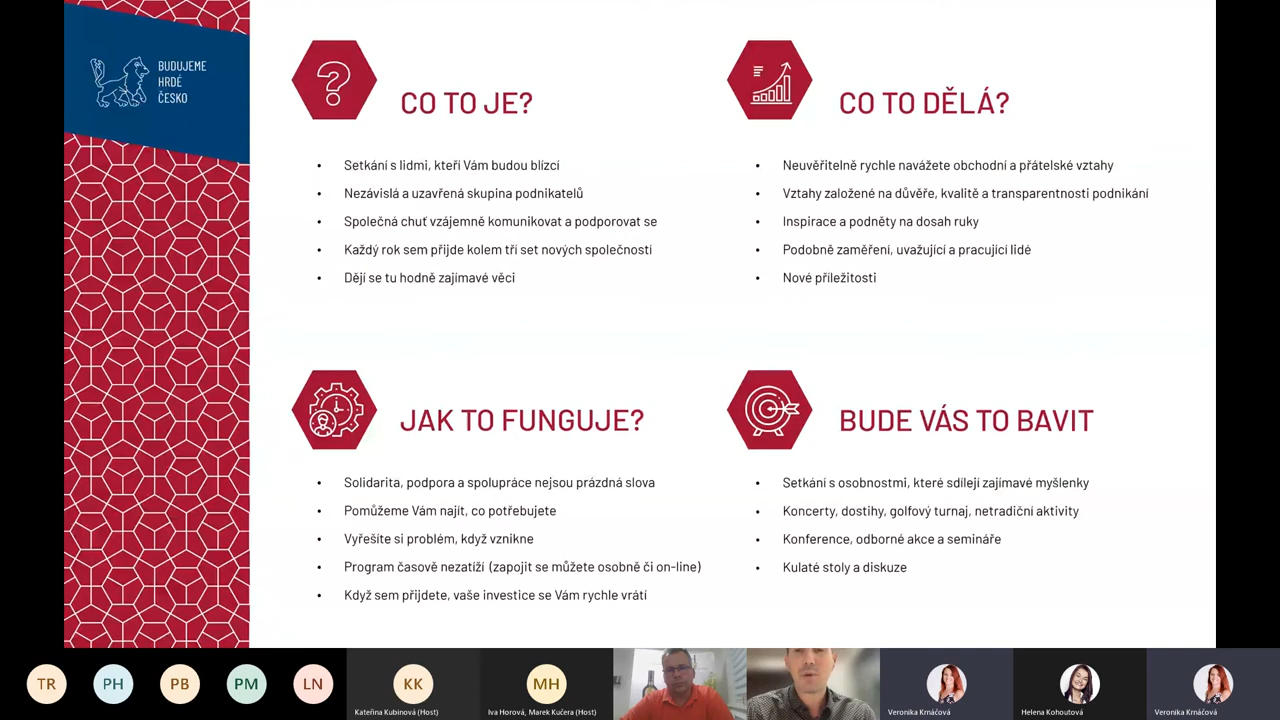 BUDUJEME
HRDÉ
ČESKO
CO TO JE?
• Setkání s lidmi, kteří Vám budou blízcí
• Nezávislá a uzavřená skupina podnikatelů
• Společná chuť vzájemně komunikovat a podporovat se
• Každý rok sem přijde kolem tří set nových společností
• Dějí se tu hodně zajímavé věci
CO TO DĚLÁ?
• Neuvěřitelně rychle navážete obchodní a přátelské vztahy
• Vztahy založené na důvěře, kvalitě a transparentnosti podnikání
• Inspirace a podněty na dosah ruky
• Podobně zaměření, uvažující a pracující lidé
• Nové příležitosti
JAK TO FUNGUJE?
• Solidarita, podpora a spolupráce nejsou prázdná slova
• Pomůžeme Vám najít, co potřebujete
• Vyřešíte si problém, když vznikne
• Program časově nezatíží (zapojit se můžete osobně či on-line)
• Když sem přijdete, vaše investice se Vám rychle vrátí
BUDE VÁS TO BAVIT
• Setkání s osobnostmi, které sdílejí zajímavé myšlenky
• Koncerty, dostihy, golfový turnaj, netradiční aktivity
• Konference, odborné akce a semináře
• Kulaté stoly a diskuze
TR
PH
PB
PM
LN
KK
Kateřina Kubínová (Host)
MH
Iva Horová, Marek Kučera (Host)
Veronika Krnáčová
Helena Kohoutová
Veronika Krnáčová